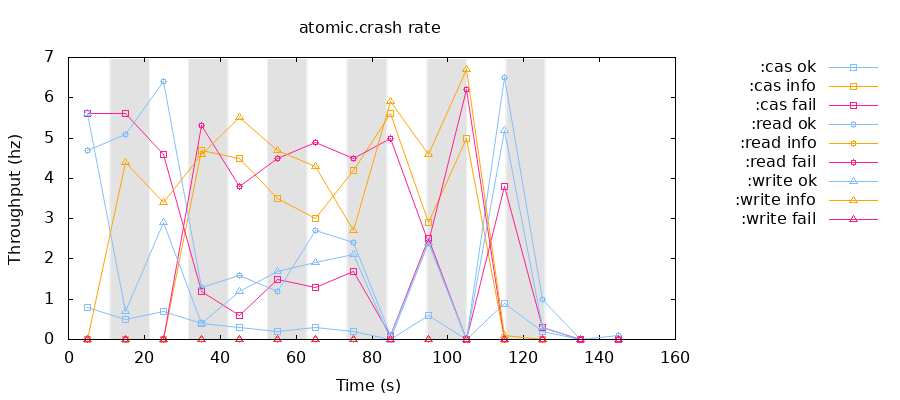 atomic.crash rate
Throughput (hz)
7
6
5
4
3
2
1
0
0 20 40 60 80 100 120 140 160
Time (s)
:cas ok
:cas info
:cas fail
:read ok
:read info
:read fail
:write ok
:write info
:write fail